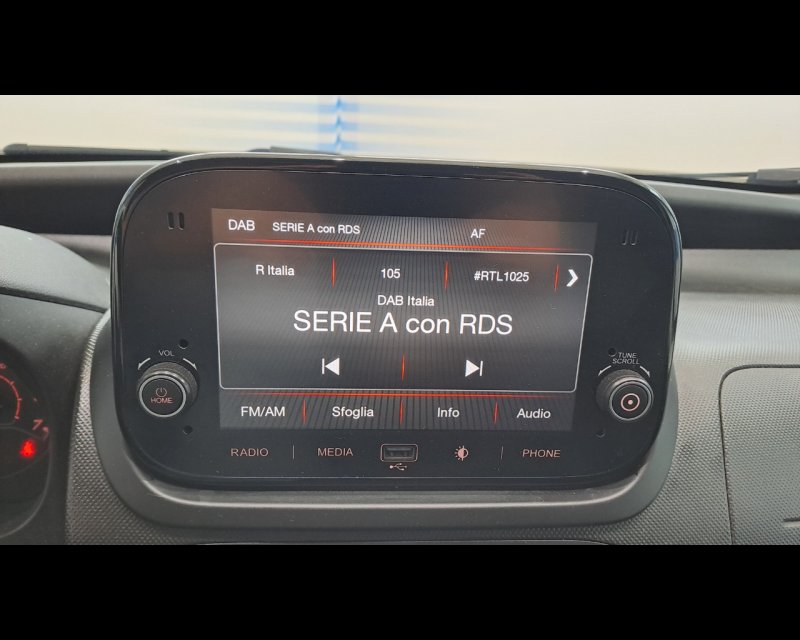 DAB SERIE A con RDS AF
R Italia 105 #RTL1025
DAB Italia
SERIE A con RDS
FM/AM Sfoglia Info Audio
VOL
HOME
TUNE
SCROLL
RADIO MEDIA PHONE